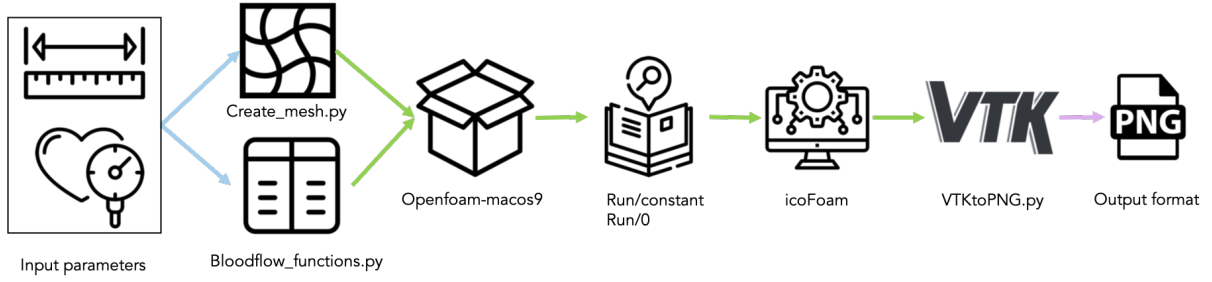 Create_mesh.py
Bloodflow_functions.py
Input parameters
Openfoam-macos9
Run/constant
Run/0
icoFoam
VTK
VTKtoPNG.py
PNG
Output format